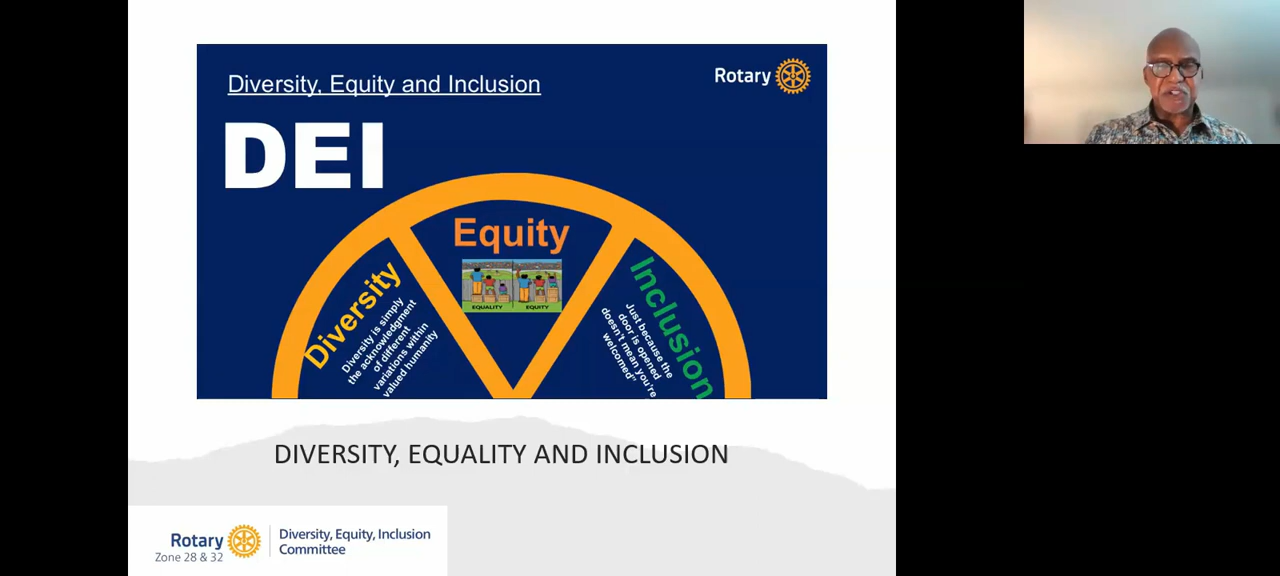 Diversity, Equity and Inclusion
Rotary
DEI
Diversity
Diversity is simply
the acknowledgment
of different
variations within
valued humanity
Equity
EQUALITY
EQUITY
Inclusion
Just because the
door is opened
doesn't mean you're
welcomed"
DIVERSITY, EQUALITY AND INCLUSION
Rotary
Zone 28 & 32
Diversity, Equity, Inclusion
Committee